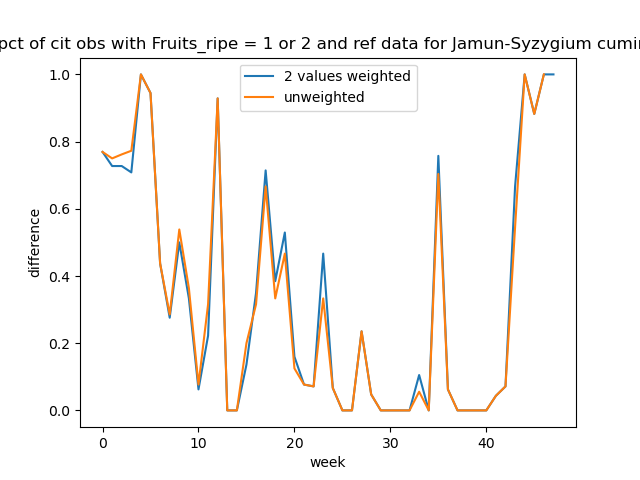 pct of cit obs with Fruits_ripe = 1 or 2 and ref data for Jamun-Syzygium cumin
2 values weighted
unweighted
1.0
0.8
0.6
0.4
0.2
0.0
difference
0 10 20 30 40
week